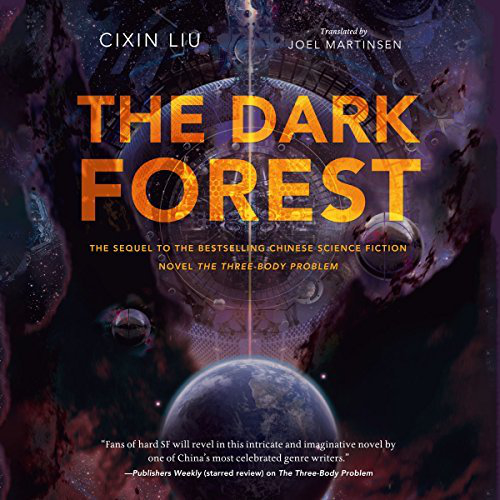 CIXIN LIU
Translated by
JOEL MARTINSEN
THE DARK
FOREST
THE SEQUEL TO THE BESTSELLING CHINESE SCIENCE FICTION
NOVEL THE THREE-BODY PROBLEM
"Fans of hard SF will revel in this intricate and imaginative novel by
one of China's most celebrated genre writers."
—Publishers Weekly (starred review) on The Three-Body Problem